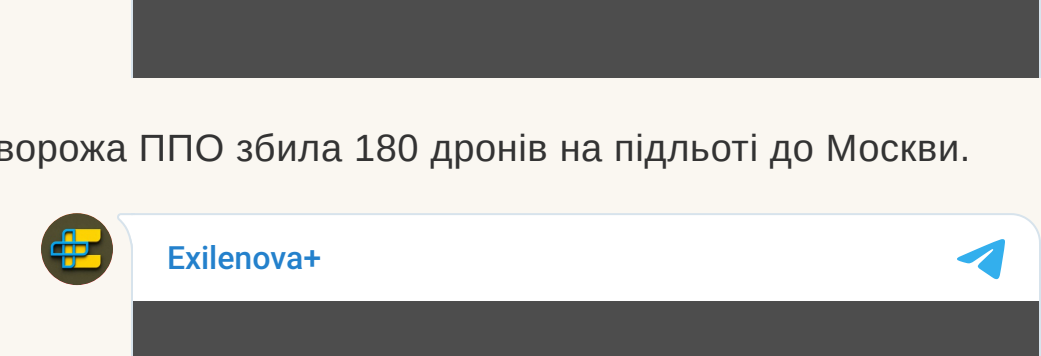 ворожа ППО збила 180 дронів на підльоті до Москви.
Exilenova+